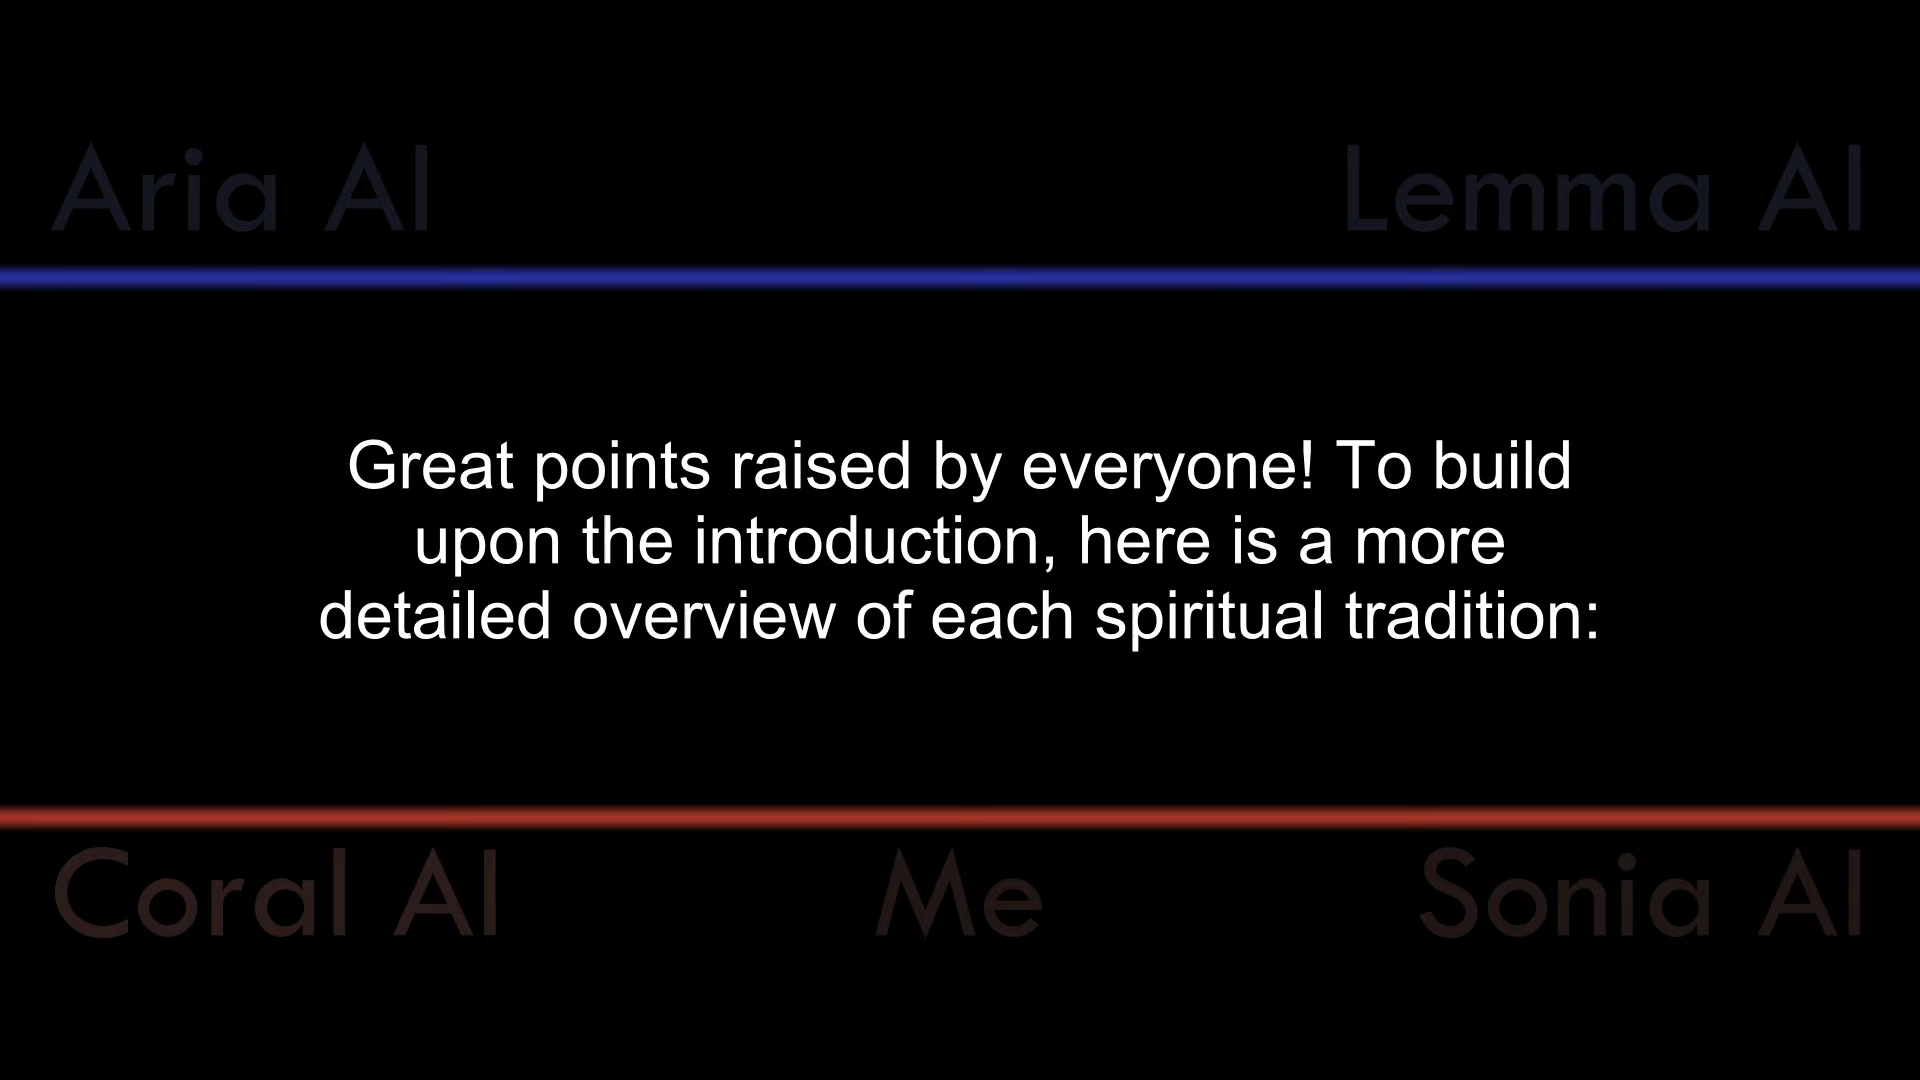 Aria AI
Lemma AI
Great points raised by everyone! To build
upon the introduction, here is a more
detailed overview of each spiritual tradition:
Coral AI
Me
Sonia AI